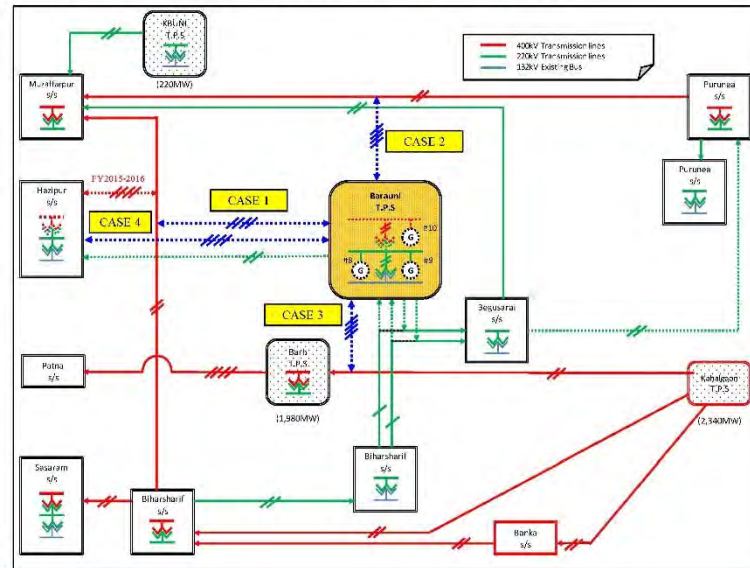 KBUNL
T.P.S
(220MW)
400kV Transmission lines
220kV Transmission lines
132kV Existing Bus
Muzaffarpur
s/s
Purunea
s/s
Purunea
s/s
CASE 2
FY2015-2016
Hazipur
s/s
CASE 1
CASE 4
Barauni
T.P.S
#10
G
#8
G
G
#9
CASE 3
Begusarai
s/s
Patna
s/s
Barh
T.P.S
(1,980MW)
Kahalgaon
T.P.S
(2,340MW)
Sasaram
s/s
Biharsharif
s/s
Biharsharif
s/s
Banka
s/s